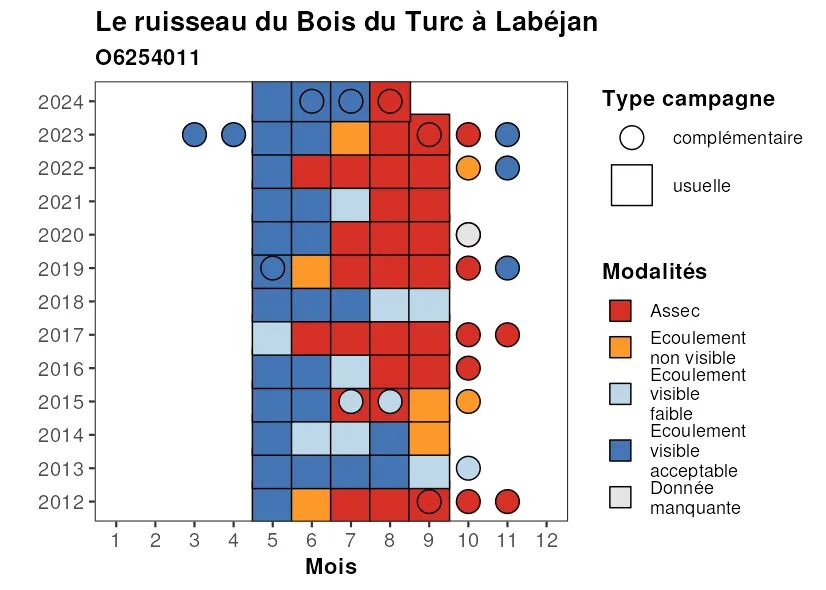 Le ruisseau du Bois du Turc à Labéjan
O6254011
2024
2023
2022
2021
2020
2019
2018
2017
2016
2015
2014
2013
2012
1 2 3 4 5 6 7 8 9 10 11 12
Mois
Type campagne
complémentaire
usuelle
Modalités
Assec
Ecoulement
non visible
Ecoulement
visible
faible
Ecoulement
visible
acceptable
Donnée
manquante